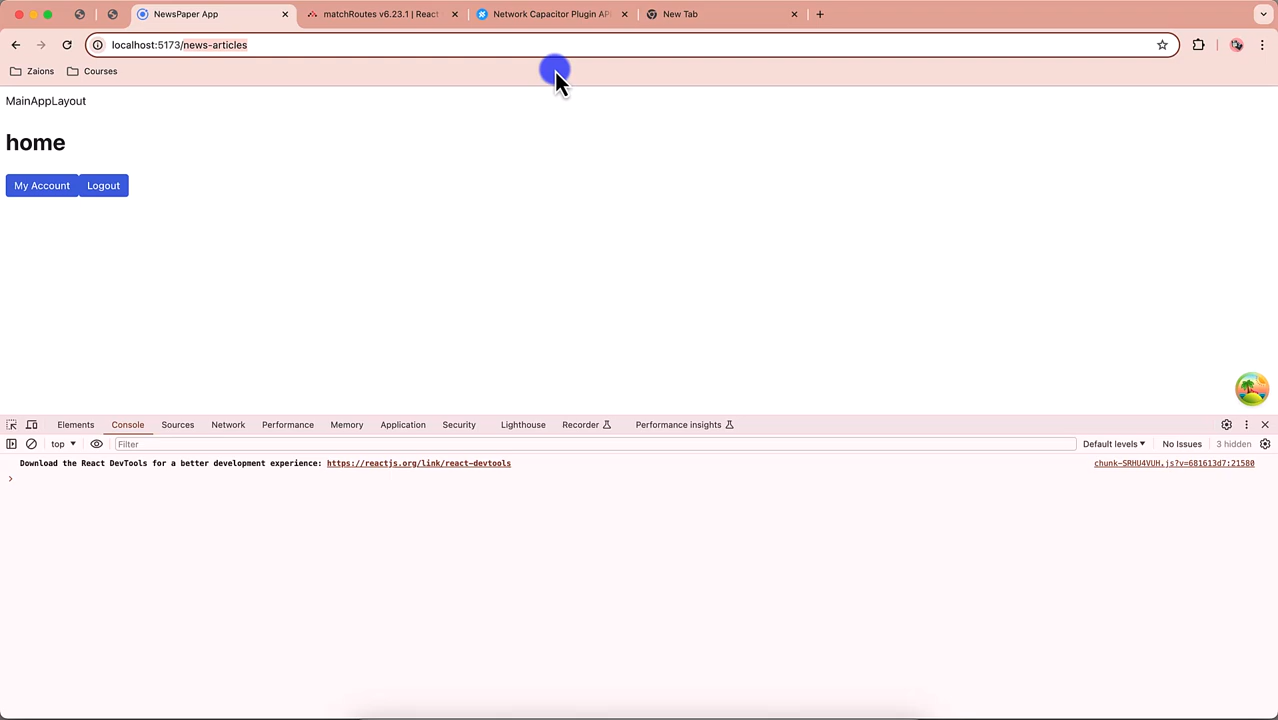 NewsPaper App
matchRoutes v6.23.1 | React
Network Capacitor Plugin AP
New Tab
localhost:5173/news-articles
Zaions
Courses
MainAppLayout
home
My Account
Logout
Elements
Console
Sources
Network
Performance
Memory
Application
Security
Lighthouse
Recorder
Performance insights
top
Filter
Default levels
No Issues
3 hidden
Download the React DevTools for a better development experience: https://reactjs.org/link/react-devtools
chunk-SRHU4VUH.js?v=681613d7:21580